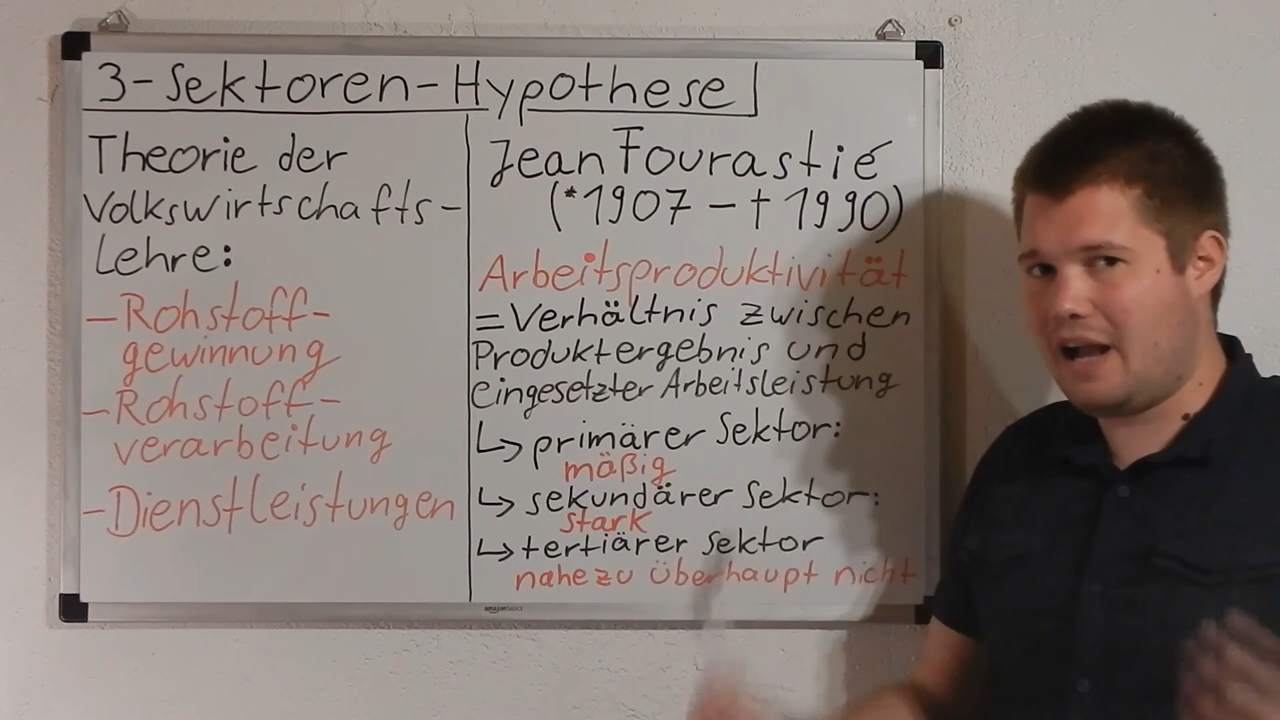 3-Sektoren-Hypothese
Theorie der
Volkswirtschafts-
Lehre:
-Rohstoff-
gewinnung
-Rohstoff-
verarbeitung
-Dienstleistungen
Jean Fourastié
(*1907 - † 1990)
Arbeitsproduktivität
= Verhältnis zwischen
Produktergebnis und
eingesetzter Arbeitsleistung
↳ primärer Sektor:
mäßig
↳ sekundärer Sektor:
stark
↳ tertiärer Sektor
nahezu überhaupt nicht
amazonbasics